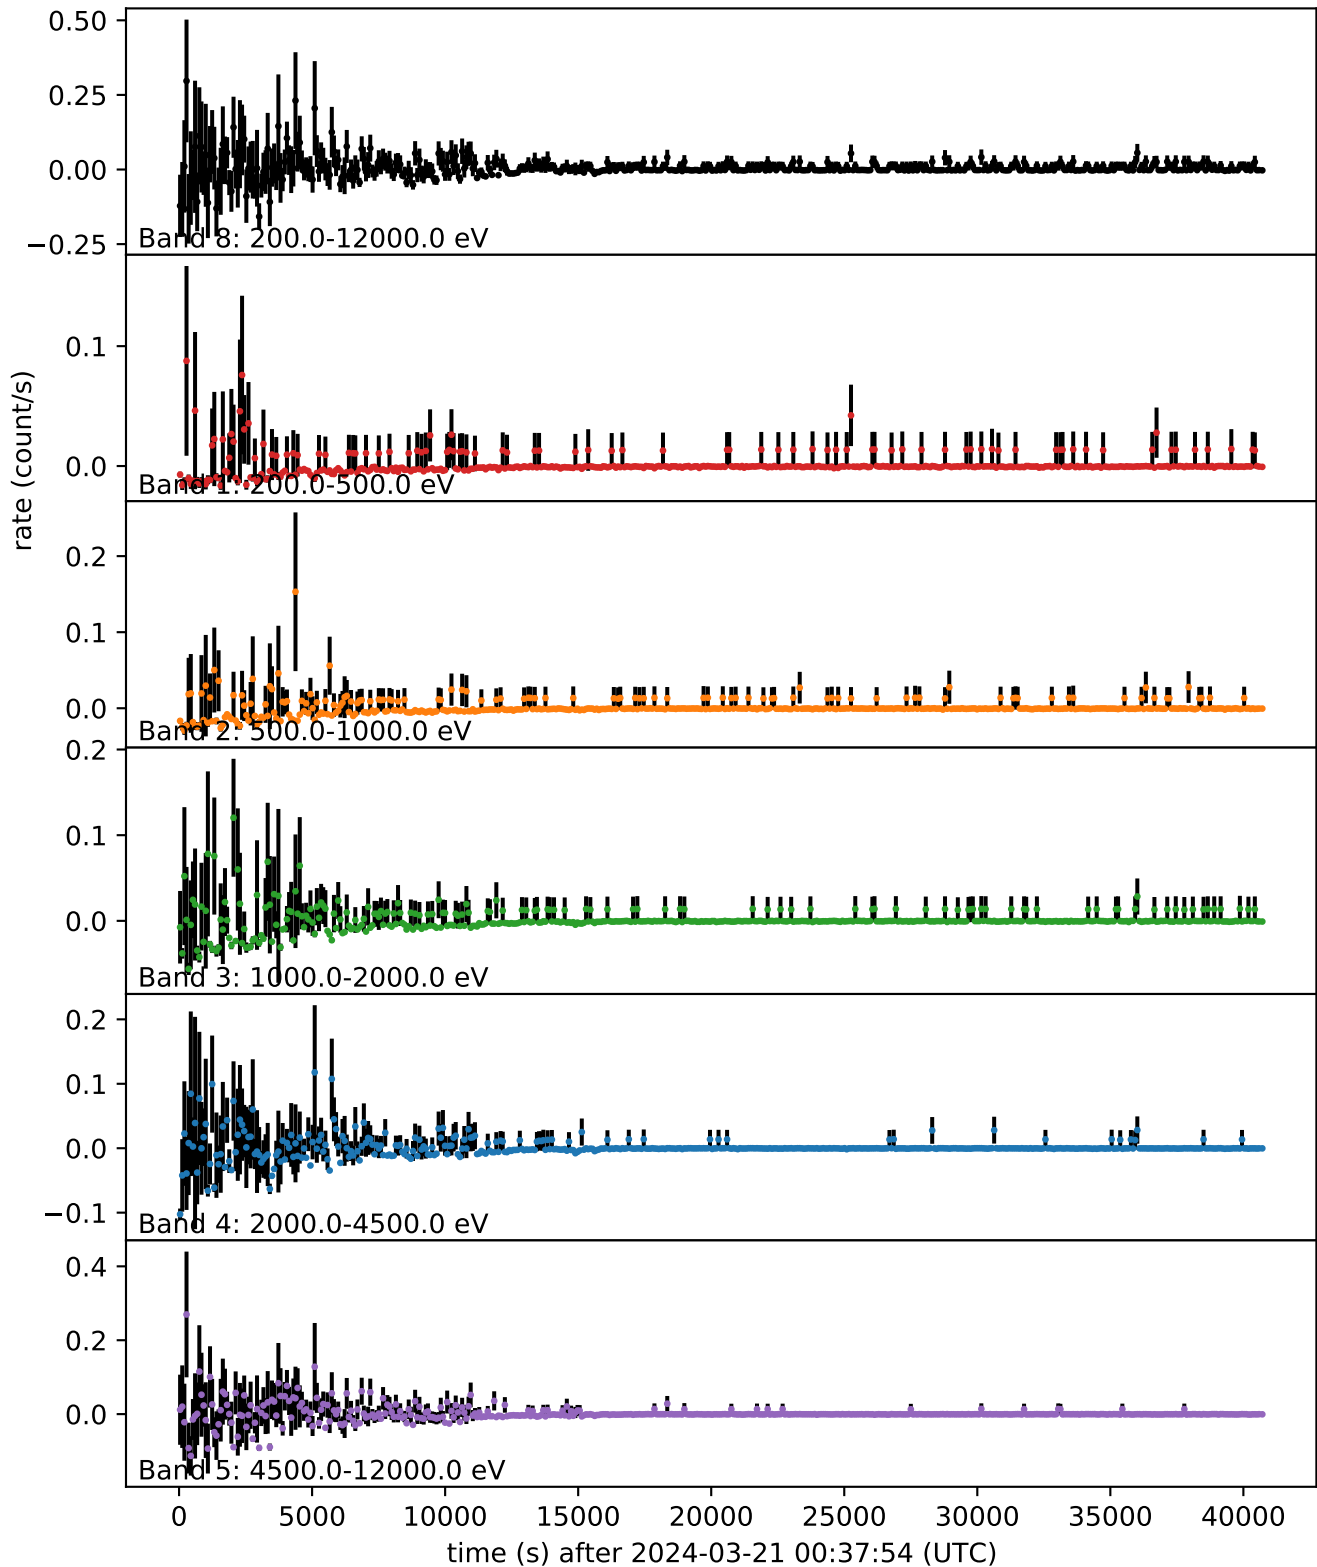 0.50
0.25
0.00
−0.25
Band 8: 200.0-12000.0 eV
0.1
0.0
Band 1: 200.0-500.0 eV
rate (count/s)
0.2
0.1
0.0
Band 2: 500.0-1000.0 eV
0.2
0.1
0.0
Band 3: 1000.0-2000.0 eV
0.2
0.1
0.0
−0.1
Band 4: 2000.0-4500.0 eV
0.4
0.2
0.0
Band 5: 4500.0-12000.0 eV
0 5000 10000 15000 20000 25000 30000 35000 40000
time (s) after 2024-03-21 00:37:54 (UTC)